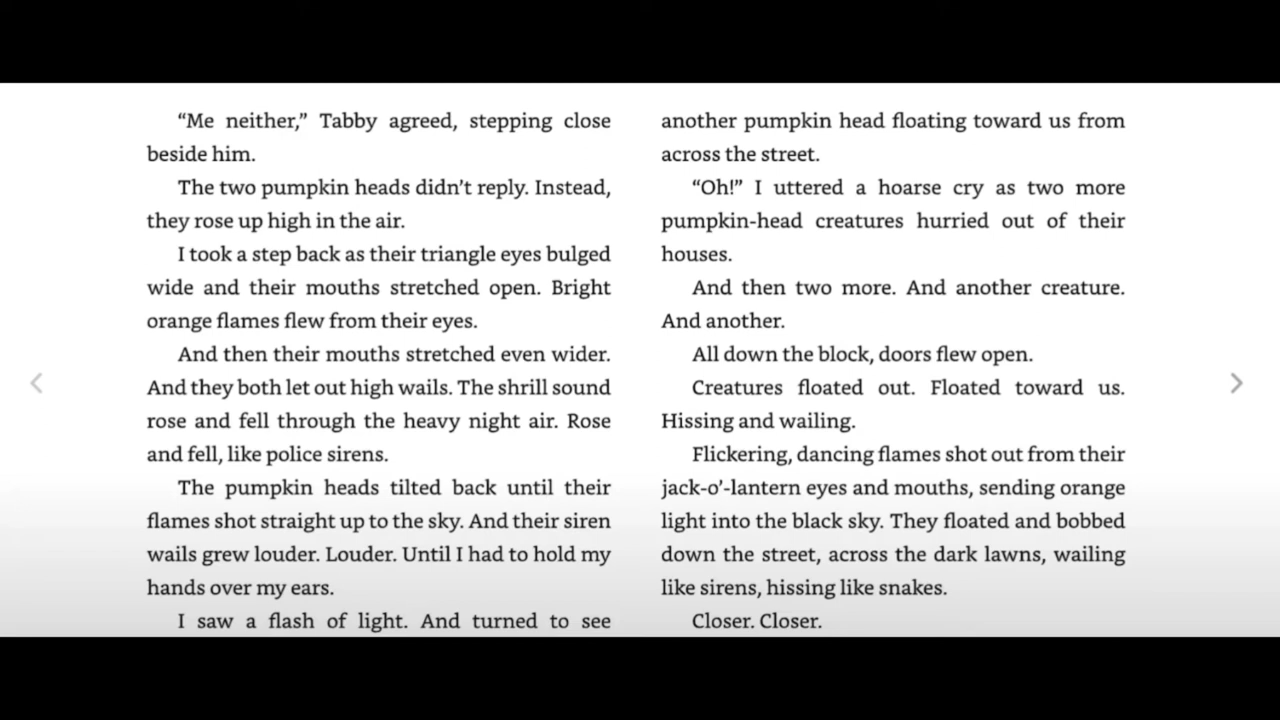 “Me neither,” Tabby agreed, stepping close
beside him.
The two pumpkin heads didn’t reply. Instead,
they rose up high in the air.
I took a step back as their triangle eyes bulged
wide and their mouths stretched open. Bright
orange flames flew from their eyes.
And then their mouths stretched even wider.
And they both let out high wails. The shrill sound
rose and fell through the heavy night air. Rose
and fell, like police sirens.
The pumpkin heads tilted back until their
flames shot straight up to the sky. And their siren
wails grew louder. Louder. Until I had to hold my
hands over my ears.
I saw a flash of light. And turned to see
another pumpkin head floating toward us from
across the street.
“Oh!” I uttered a hoarse cry as two more
pumpkin-head creatures hurried out of their
houses.
And then two more. And another creature.
And another.
All down the block, doors flew open.
Creatures floated out. Floated toward us.
Hissing and wailing.
Flickering, dancing flames shot out from their
jack-o’-lantern eyes and mouths, sending orange
light into the black sky. They floated and bobbed
down the street, across the dark lawns, wailing
like sirens, hissing like snakes.
Closer. Closer.